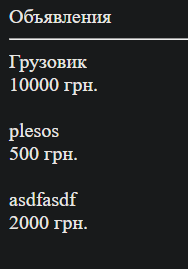 Объявления
Грузовик
10000 грн.
plesos
500 грн.
asdfasdf
2000 грн.